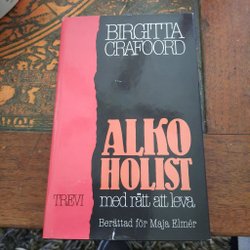 BIRGITTA
CRAFOORD
ALKO
HOLIST
med rätt att leva
TREVI
Berättad för Maja Elmér